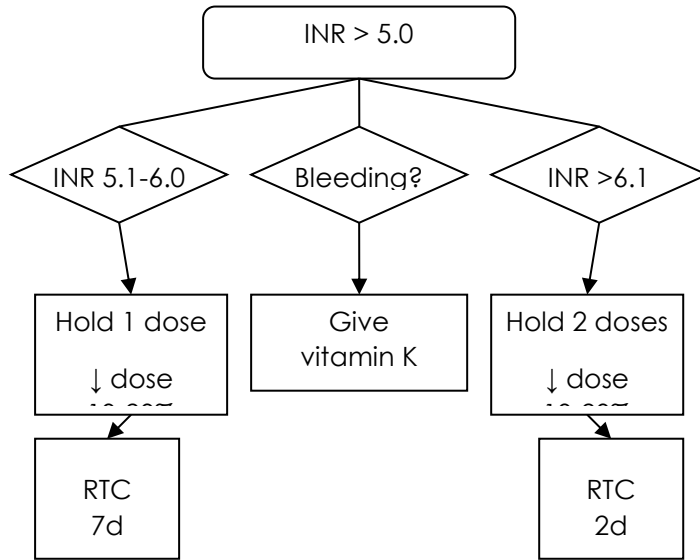 INR > 5.0
INR 5.1-6.0
Bleeding?
INR >6.1
Hold 1 dose
↓ dose
Give
vitamin K
Hold 2 doses
↓ dose
RTC
7d
RTC
2d